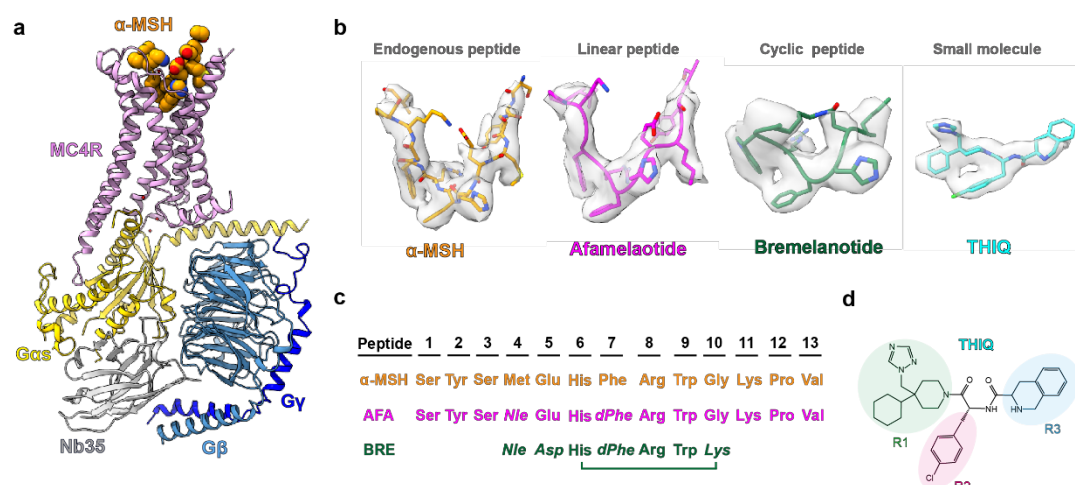 a
α-MSH
MC4R
Gαs
Nb35
Gβ
Gγ
b
Endogenous peptide
Linear peptide
Cyclic peptide
Small molecule
α-MSH
Afamelaotide
Bremelanotide
THIQ
c
Peptide 1 2 3 4 5 6 7 8 9 10 11 12 13
α-MSH Ser Tyr Ser Met Glu His Phe Arg Trp Gly Lys Pro Val
AFA Ser Tyr Ser Nle Glu His dPhe Arg Trp Gly Lys Pro Val
BRE Nle Asp His dPhe Arg Trp Lys
d
THIQ
N
N
N
N
O
O
NH
HN
Cl
R1
R3